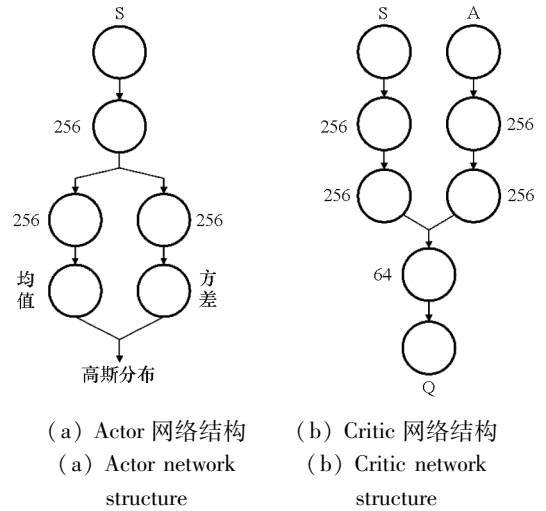 S
256
256
256
均值
方差
高斯分布
S
A
256
256
256
256
64
Q
(a) Actor 网络结构
(a) Actor network
structure
(b) Critic 网络结构
(b) Critic network
structure